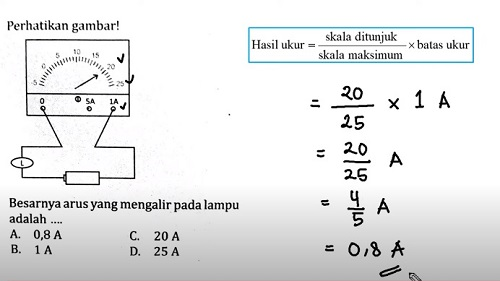 Perhatikan gambar!
-5 0 5 10 15 20 25
0 5A 1A
L
Besarnya arus yang mengalir pada lampu
adalah ....
A. 0,8 A C. 20 A
B. 1 A D. 25 A
Hasil ukur = skala ditunjuk / skala maksimum × batas ukur
= 20/25 × 1 A
= 20/25 A
= 4/5 A
= 0,8 A